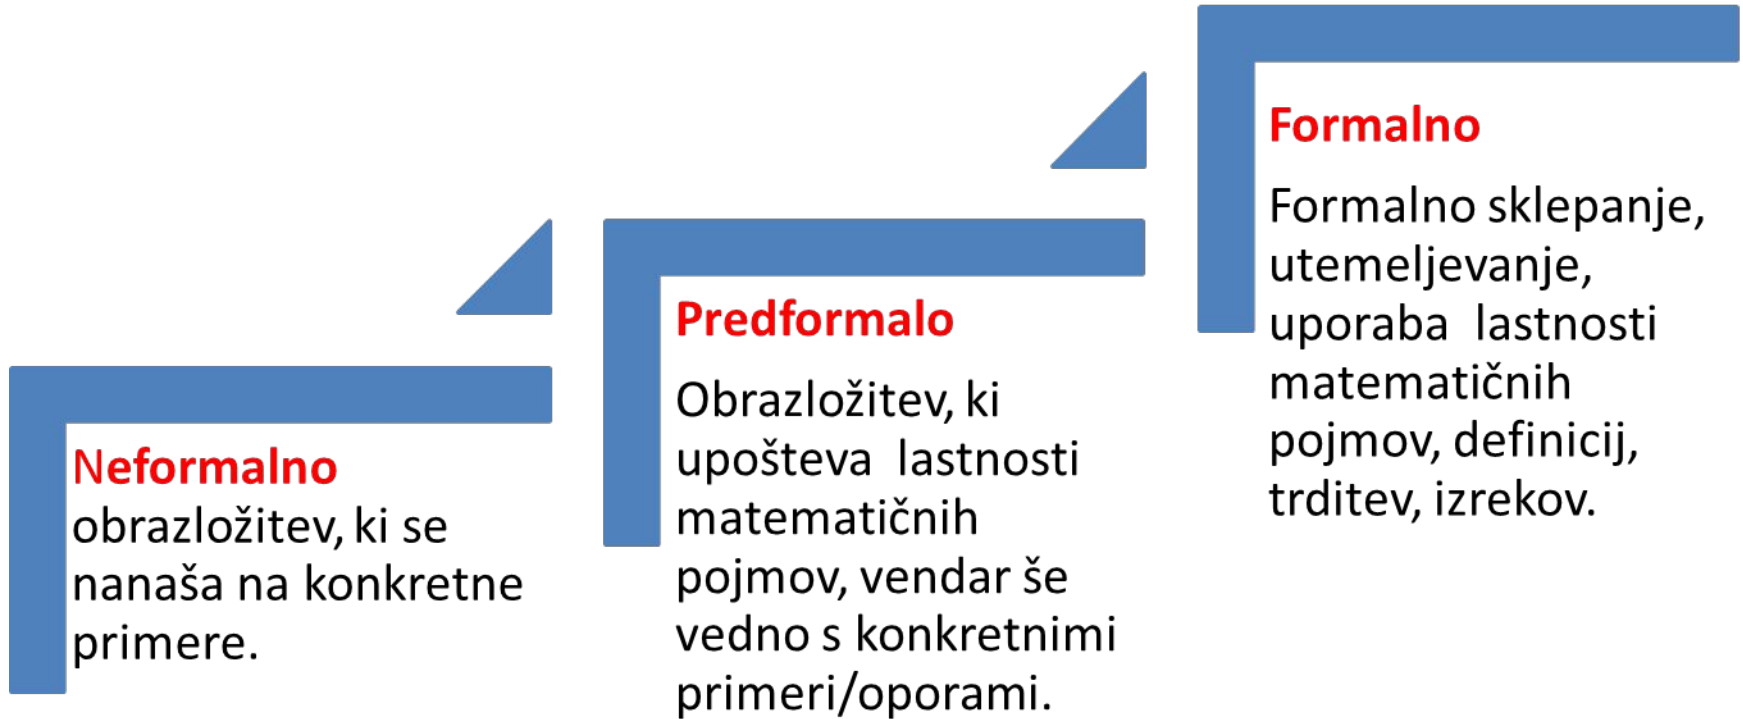 Neformalno
obrazložitev, ki se
nanaša na konkretne
primere.
Predformalo
Obrazložitev, ki
upošteva lastnosti
matematičnih
pojmov, vendar še
vedno s konkretnimi
primeri/oporami.
Formalno
Formalno sklepanje,
utemeljevanje,
uporaba lastnosti
matematičnih
pojmov, definicij,
trditev, izrekov.